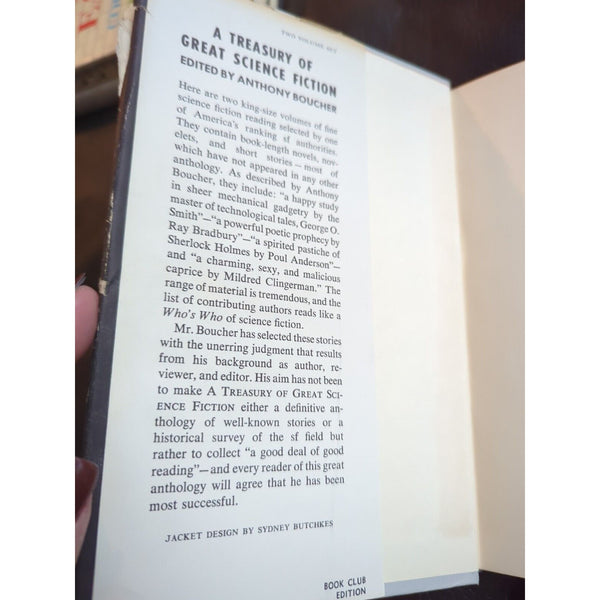 TWO VOLUME SET
A TREASURY OF
GREAT SCIENCE FICTION
EDITED BY ANTHONY BOUCHER
Here are two king-size volumes of fine
science fiction reading selected by one
of America's ranking sf authorities.
They contain book-length novels, nov-
elets, and short stories—most of
which have not appeared in any other
anthology. As described by Anthony
Boucher, they include: "a happy study
in sheer mechanical gadgetry by the
master of technological tales, George O.
Smith"—"a powerful poetic prophecy by
Ray Bradbury"—"a spirited pastiche of
Sherlock Holmes by Poul Anderson"—
and "a charming, sexy, and malicious
caprice by Mildred Clingerman." The
range of material is tremendous, and the
list of contributing authors reads like a
Who's Who of science fiction.
Mr. Boucher has selected these stories
with the unerring judgment that results
from his background as author, re-
viewer, and editor. His aim has not been
to make A TREASURY OF GREAT SCI-
ENCE FICTION either a definitive an-
thology of well-known stories or a
historical survey of the sf field but
rather to collect "a good deal of good
reading"—and every reader of this great
anthology will agree that he has been
most successful.
JACKET DESIGN BY SYDNEY BUTCHKES
BOOK CLUB
EDITION